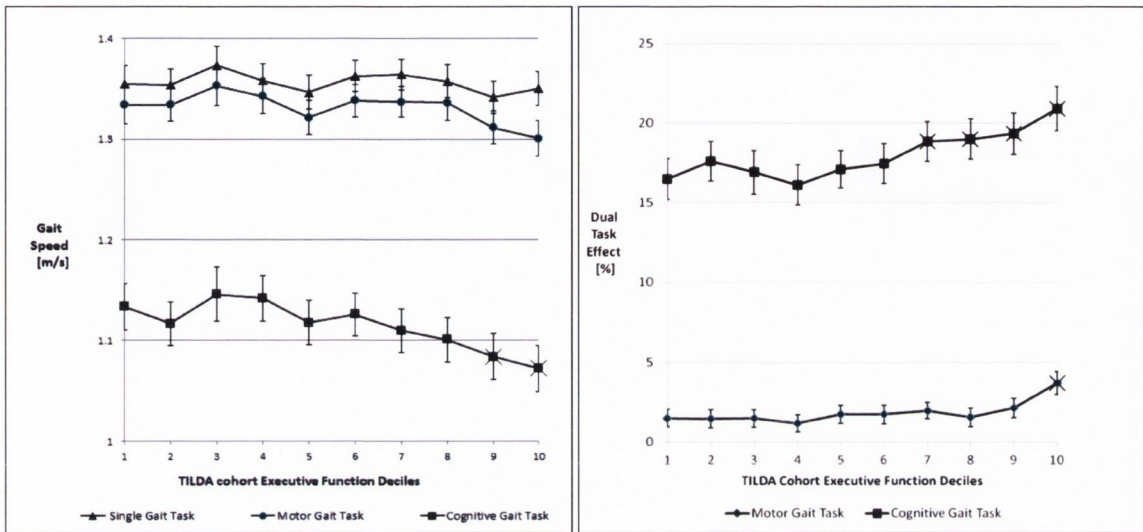 1.4
1.3
1.2
1.1
1
Gait
Speed
[m/s]
1 2 3 4 5 6 7 8 9 10
TILDA cohort Executive Function Deciles
Single Gait Task Motor Gait Task Cognitive Gait Task
25
20
15
10
5
0
Dual
Task
Effect
[%]
1 2 3 4 5 6 7 8 9 10
TILDA Cohort Executive Function Deciles
Motor Gait Task Cognitive Gait Task